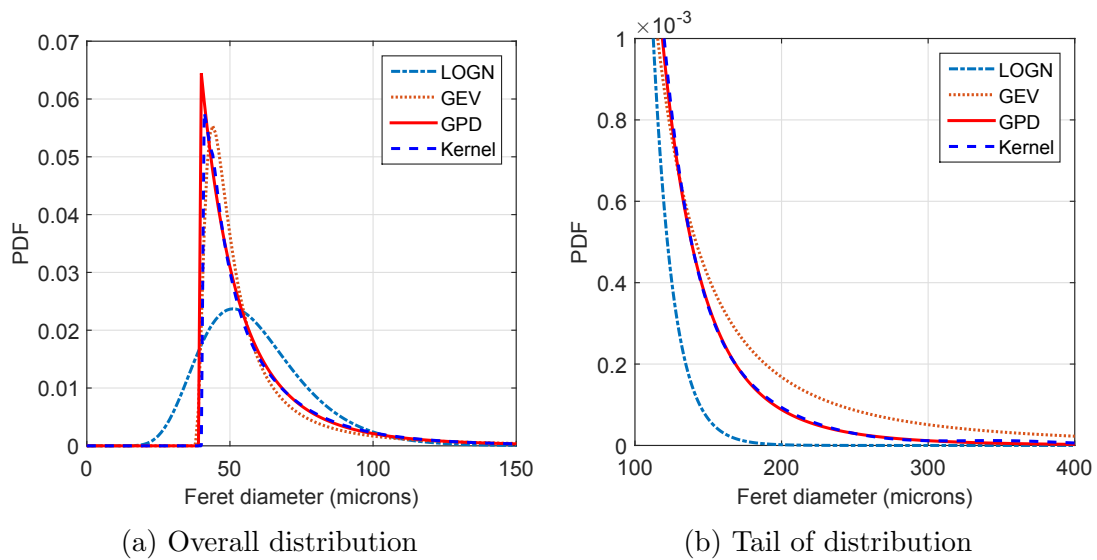 0.07
0.06
0.05
0.04
0.03
0.02
0.01
0
PDF
0
50
100
150
Feret diameter (microns)
LOGN
GEV
GPD
Kernel
(a) Overall distribution
×10⁻³
1
0.8
0.6
0.4
0.2
0
PDF
100
200
300
400
Feret diameter (microns)
LOGN
GEV
GPD
Kernel
(b) Tail of distribution